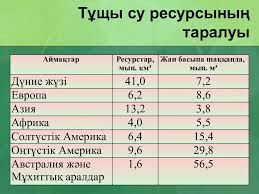 Тұщы су ресурсының
таралуы
Аймақтар Ресурстар, мың. км³ Жан басына шаққанда, мың. м³
Дүние жүзі 41,0 7,2
Европа 6,2 8,6
Азия 13,2 3,8
Африка 4,0 5,5
Солтүстік Америка 6,4 15,4
Оңтүстік Америка 9,6 29,8
Австралия және Мұхиттық аралдар 1,6 56,5